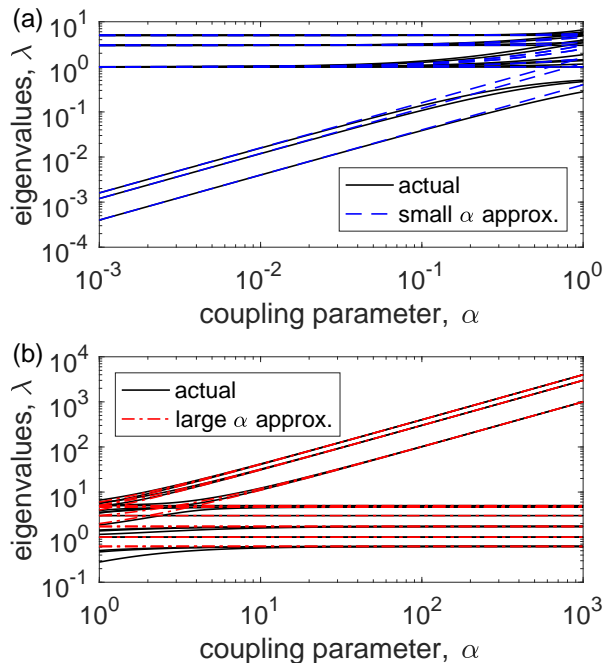 (a)
10^1
10^0
10^-1
10^-2
10^-3
10^-4
eigenvalues, λ
actual
small α approx.
10^-3
10^-2
10^-1
10^0
coupling parameter, α
(b)
10^4
10^3
10^2
10^1
10^0
10^-1
eigenvalues, λ
actual
large α approx.
10^0
10^1
10^2
10^3
coupling parameter, α